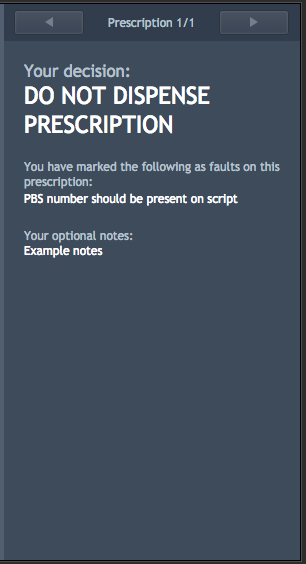 Prescription 1/1
Your decision:
DO NOT DISPENSE
PRESCRIPTION
You have marked the following as faults on this
prescription:
PBS number should be present on script
Your optional notes:
Example notes